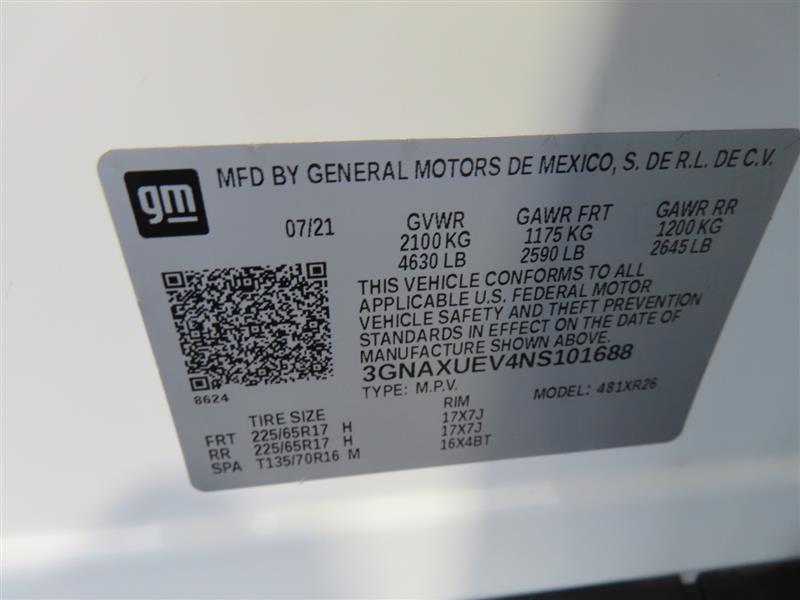 gm
MFD BY GENERAL MOTORS DE MEXICO, S. DE R.L. DE C.V.
07/21
GVWR
2100 KG
4630 LB
GAWR FRT
1175 KG
2590 LB
GAWR RR
1200 KG
2645 LB
THIS VEHICLE CONFORMS TO ALL
APPLICABLE U.S. FEDERAL MOTOR
VEHICLE SAFETY AND THEFT PREVENTION
STANDARDS IN EFFECT ON THE DATE OF
MANUFACTURE SHOWN ABOVE.
3GNAXUEV4NS101688
TYPE: M.P.V. MODEL: 481XR26
8624
TIRE SIZE RIM
FRT 225/65R17 H 17X7J
RR 225/65R17 H 17X7J
SPA T135/70R16 M 16X4BT